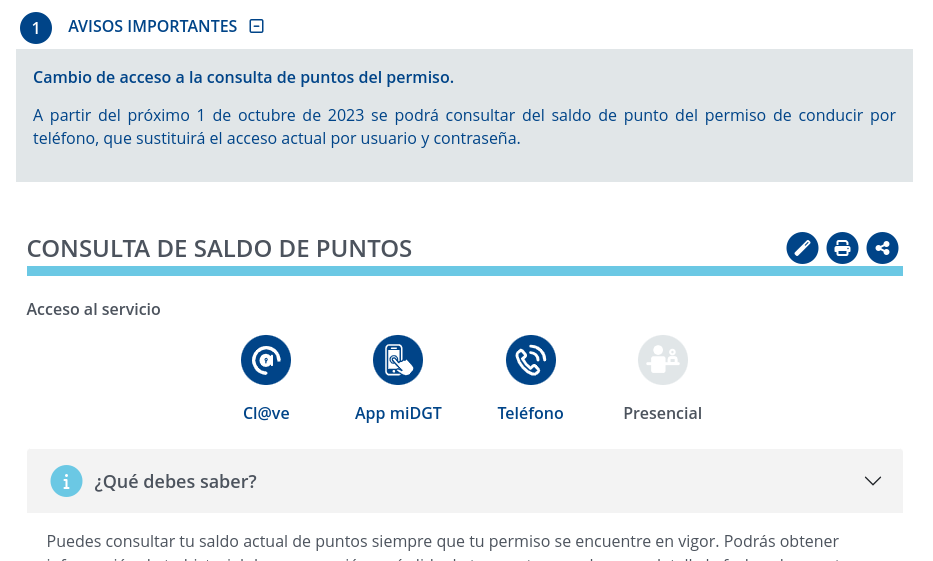 1 AVISOS IMPORTANTES
Cambio de acceso a la consulta de puntos del permiso.
A partir del próximo 1 de octubre de 2023 se podrá consultar del saldo de punto del permiso de conducir por
teléfono, que sustituirá el acceso actual por usuario y contraseña.
CONSULTA DE SALDO DE PUNTOS
Acceso al servicio
Cl@ve App miDGT Teléfono Presencial
¿Qué debes saber?
Puedes consultar tu saldo actual de puntos siempre que tu permiso se encuentre en vigor. Podrás obtener